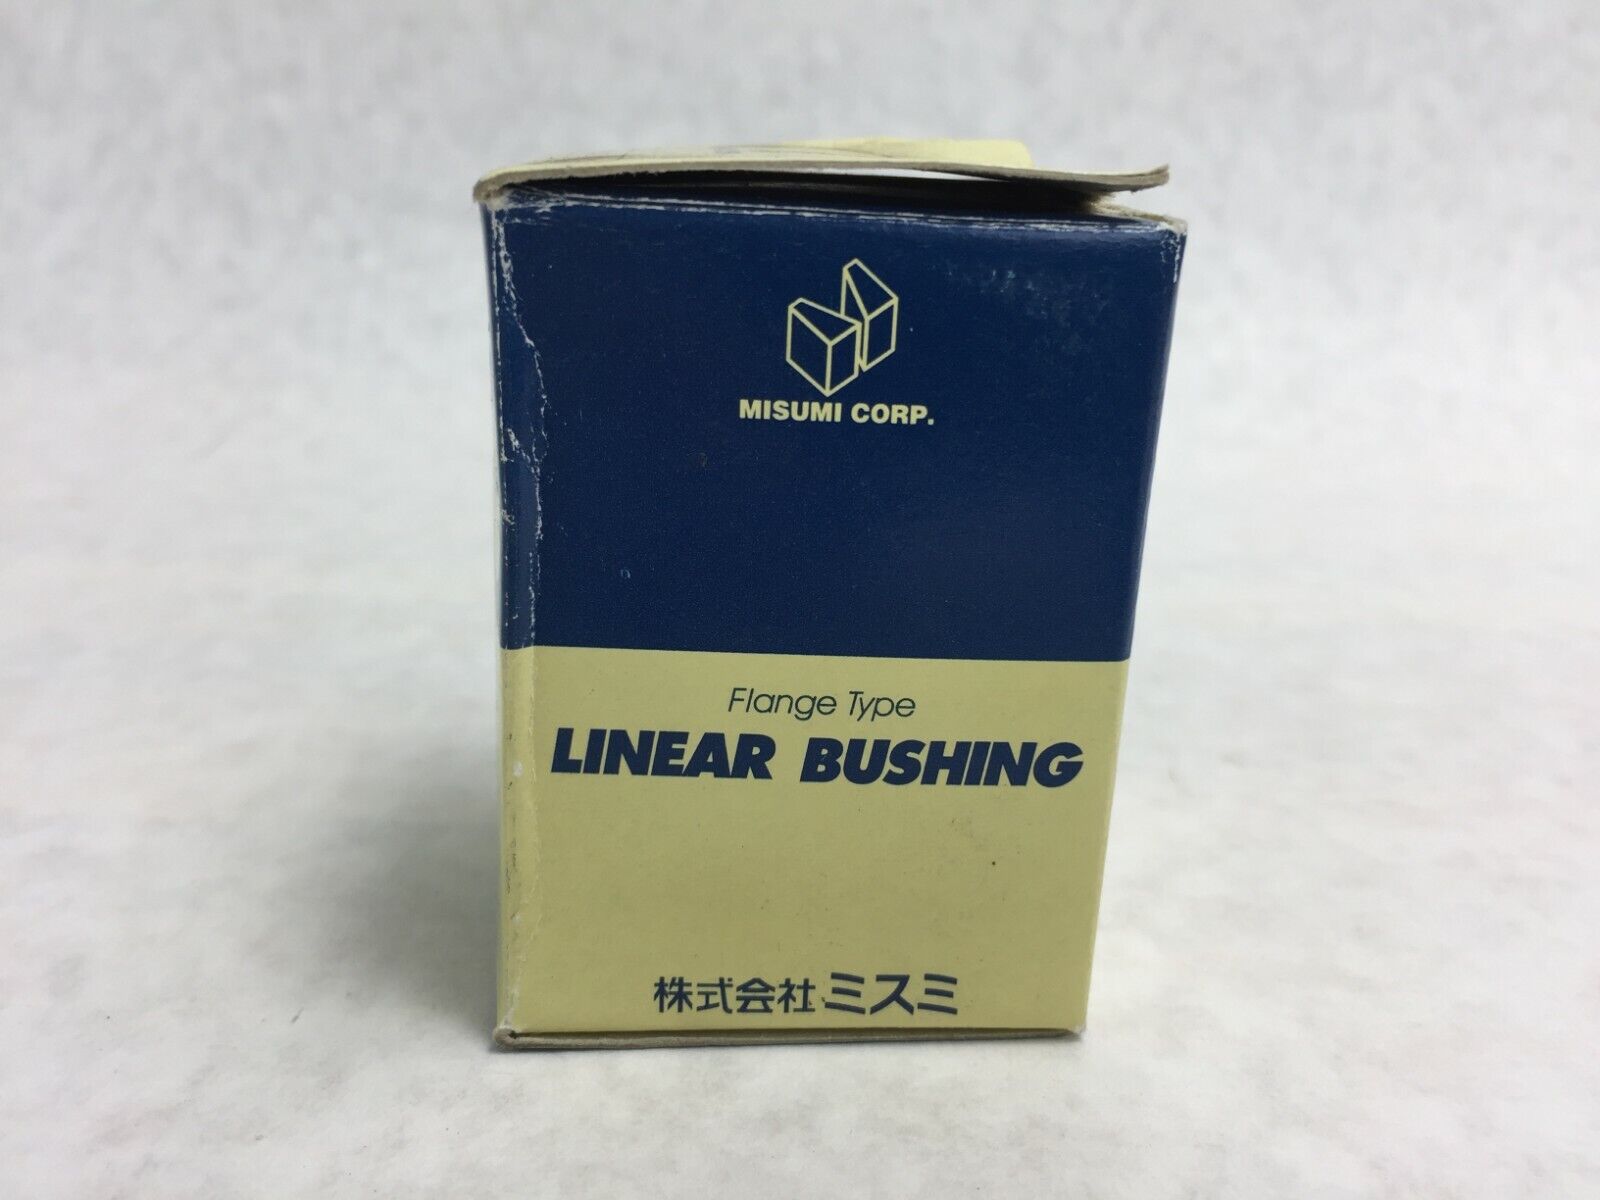 MISUMI CORP.
Flange Type
LINEAR BUSHING
株式会社ミスミ